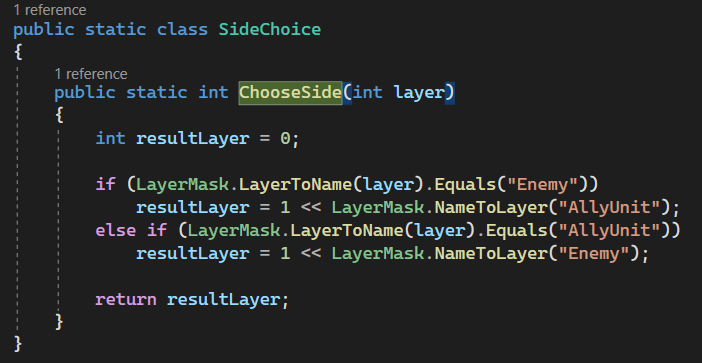 1 reference
public static class SideChoice
{
1 reference
public static int ChooseSide(int layer)
{
int resultLayer = 0;
if (LayerMask.LayerToName(layer).Equals("Enemy"))
resultLayer = 1 << LayerMask.NameToLayer("AllyUnit");
else if (LayerMask.LayerToName(layer).Equals("AllyUnit"))
resultLayer = 1 << LayerMask.NameToLayer("Enemy");
return resultLayer;
}
}